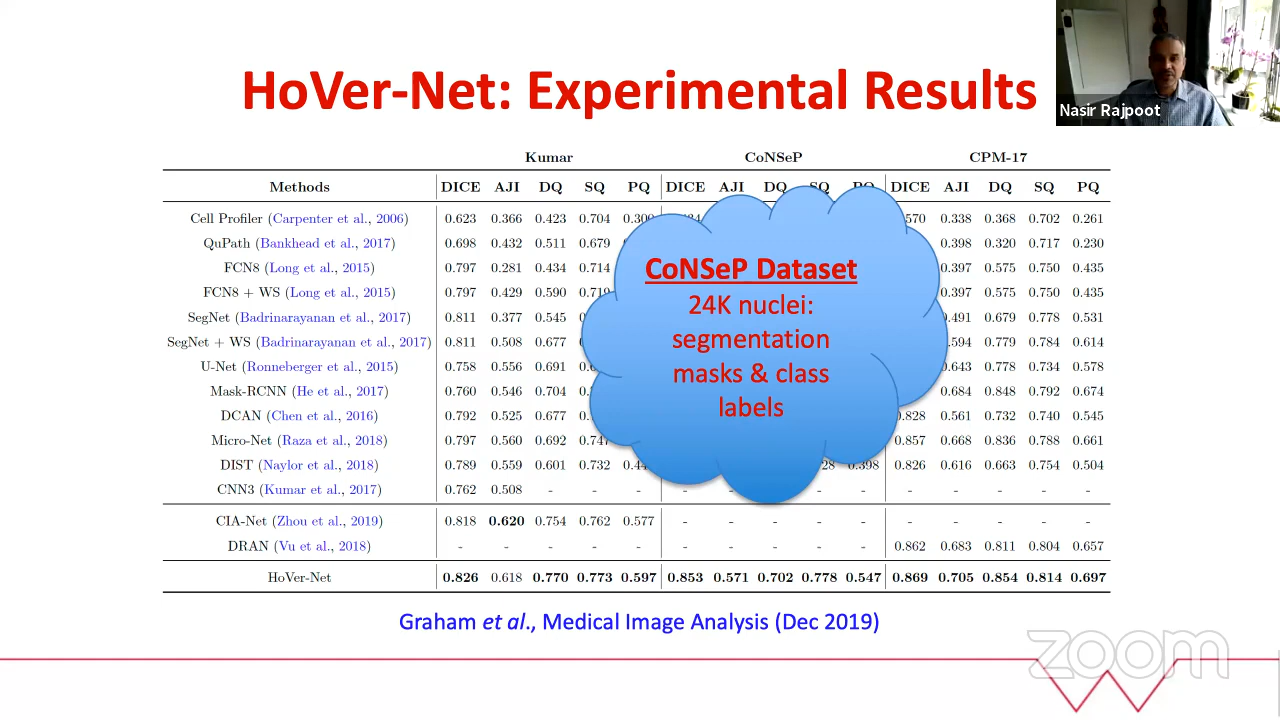 HoVer-Net: Experimental Results
Nasir Rajpoot
Kumar CoNSeP CPM-17
Methods DICE AJI DQ SQ PQ DICE AJI DQ SQ PQ DICE AJI DQ SQ PQ
Cell Profiler (Carpenter et al., 2006) 0.623 0.366 0.423 0.704 0.338 0.368 0.702 0.261
QuPath (Bankhead et al., 2017) 0.698 0.432 0.511 0.679 0.398 0.320 0.717 0.230
FCN8 (Long et al., 2015) 0.797 0.281 0.434 0.714 0.397 0.575 0.750 0.435
FCN8 + WS (Long et al., 2015) 0.797 0.429 0.590 0.719 0.397 0.575 0.750 0.435
SegNet (Badrinarayanan et al., 2017) 0.811 0.377 0.545 0.491 0.679 0.778 0.531
SegNet + WS (Badrinarayanan et al., 2017) 0.811 0.508 0.677 0.594 0.779 0.784 0.614
U-Net (Ronneberger et al., 2015) 0.758 0.556 0.691 0.643 0.778 0.734 0.578
Mask-RCNN (He et al., 2017) 0.760 0.546 0.704 0.684 0.848 0.792 0.674
DCAN (Chen et al., 2016) 0.792 0.525 0.677 0.828 0.561 0.732 0.740 0.545
Micro-Net (Raza et al., 2018) 0.797 0.560 0.692 0.747 0.857 0.668 0.836 0.788 0.661
DIST (Naylor et al., 2018) 0.789 0.559 0.601 0.732 0.398 0.826 0.616 0.663 0.754 0.504
CNN3 (Kumar et al., 2017) 0.762 0.508 - - - - - - - - - - - - -
CIA-Net (Zhou et al., 2019) 0.818 0.620 0.754 0.762 0.577 - - - - - - - - - -
DRAN (Vu et al., 2018) - - - - - - - - - - 0.862 0.683 0.811 0.804 0.657
HoVer-Net 0.826 0.618 0.770 0.773 0.597 0.853 0.571 0.702 0.778 0.547 0.869 0.705 0.854 0.814 0.697
CoNSeP Dataset
24K nuclei:
segmentation
masks & class
labels
Graham et al., Medical Image Analysis (Dec 2019)
zoom